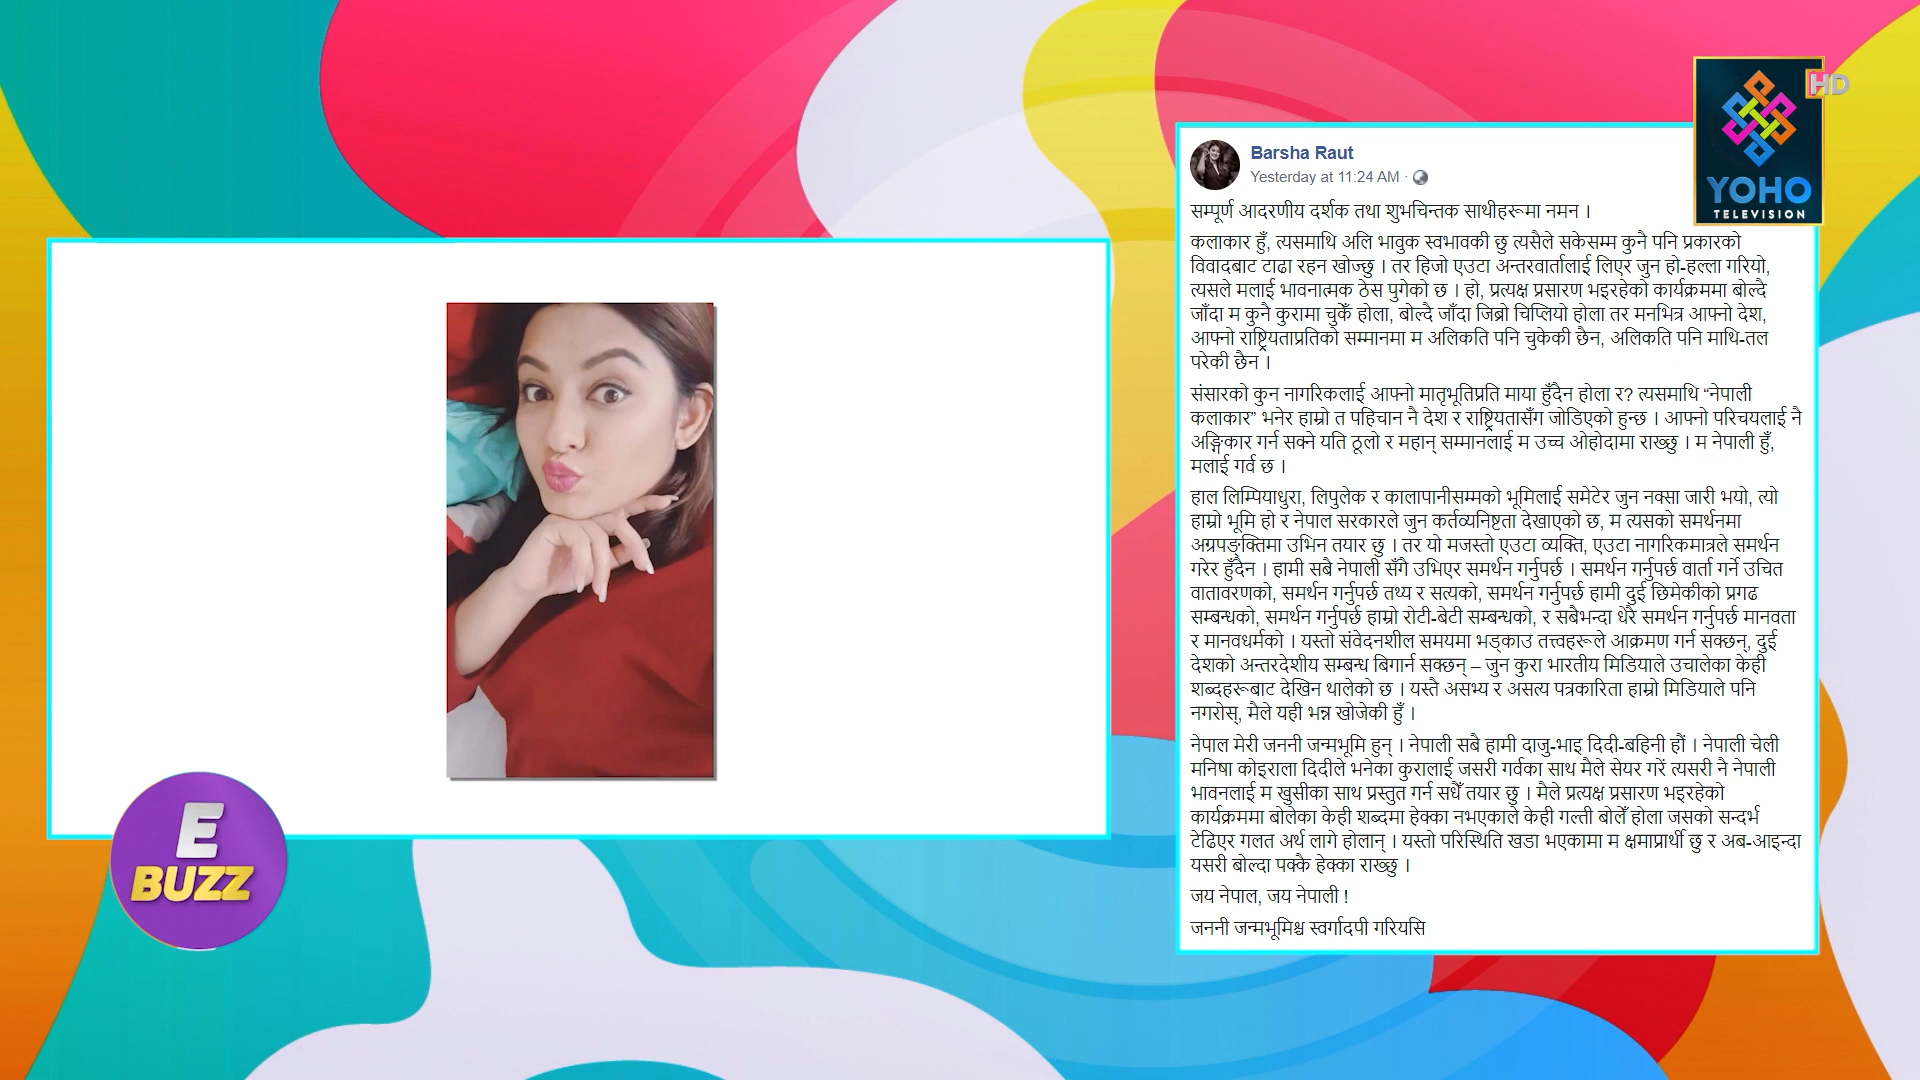 HD
YOHO
TELEVISION
Barsha Raut
Yesterday at 11:24 AM ·
सम्पूर्ण आदरणीय दर्शक तथा शुभचिन्तक साथीहरूमा नमन ।
कलाकार हुँ, त्यसमाथि अलि भावुक स्वभावकी छु त्यसैले सकेसम्म कुनै पनि प्रकारको
विवादबाट टाढा रहन खोज्छु । तर हिजो एउटा अन्तरवार्तालाई लिएर जुन हो-हल्ला गरियो,
त्यसले मलाई भावनात्मक ठेस पुगेको छ । हो, प्रत्यक्ष प्रसारण भइरहेको कार्यक्रममा बोल्दै
जाँदा म कुनै कुरामा चुकेँ होला, बोल्दै जाँदा जिब्रो चिप्लियो होला तर मनभित्र आफ्नो देश,
आफ्नो राष्ट्रियताप्रतिको सम्मानमा म अलिकति पनि चुकेकी छैन, अलिकति पनि माथि-तल
परेकी छैन ।
संसारको कुन नागरिकलाई आफ्नो मातृभूतिप्रति माया हुँदैन होला र? त्यसमाथि “नेपाली
कलाकार” भनेर हाम्रो त पहिचान नै देश र राष्ट्रियतासँग जोडिएको हुन्छ । आफ्नो परिचयलाई नै
अङ्गिकार गर्न सक्ने यति ठूलो र महान् सम्मानलाई म उच्च ओहोदामा राख्छु । म नेपाली हुँ,
मलाई गर्व छ ।
हाल लिम्पियाधुरा, लिपुलेक र कालापानीसम्मको भूमिलाई समेटेर जुन नक्सा जारी भयो, त्यो
हाम्रो भूमि हो र नेपाल सरकारले जुन कर्तव्यनिष्टता देखाएको छ, म त्यसको समर्थनमा
अग्रपङ्क्तिमा उभिन तयार छु । तर यो मजस्तो एउटा व्यक्ति, एउटा नागरिकमात्रले समर्थन
गरेर हुँदैन । हामी सबै नेपाली सँगै उभिएर समर्थन गर्नुपर्छ । समर्थन गर्नुपर्छ वार्ता गर्ने उचित
वातावरणको, समर्थन गर्नुपर्छ तथ्य र सत्यको, समर्थन गर्नुपर्छ हामी दुई छिमेकीको प्रगढ
सम्बन्धको, समर्थन गर्नुपर्छ हाम्रो रोटी-बेटी सम्बन्धको, र सबैभन्दा धेरै समर्थन गर्नुपर्छ मानवता
र मानवधर्मको । यस्तो संवेदनशील समयमा भड्काउ तत्त्वहरूले आक्रमण गर्न सक्छन्, दुई
देशको अन्तरदेशीय सम्बन्ध बिगार्न सक्छन् – जुन कुरा भारतीय मिडियाले उचालेका केही
शब्दहरूबाट देखिन थालेको छ । यस्तै असभ्य र असत्य पत्रकारिता हाम्रो मिडियाले पनि
नगरोस्, मैले यही भन्न खोजेकी हुँ ।
नेपाल मेरी जननी जन्मभूमि हुन् । नेपाली सबै हामी दाजु-भाइ दिदी-बहिनी हौं । नेपाली चेली
मनिषा कोइराला दिदीले भनेका कुरालाई जसरी गर्वका साथ मैले सेयर गरें त्यसरी नै नेपाली
भावनलाई म खुसीका साथ प्रस्तुत गर्न सधैँ तयार छु । मैले प्रत्यक्ष प्रसारण भइरहेको
कार्यक्रममा बोलेका केही शब्दमा हेक्का नभएकाले केही गल्ती बोलेँ होला जसको सन्दर्भ
टेढिएर गलत अर्थ लागे होलान् । यस्तो परिस्थिति खडा भएकामा म क्षमाप्रार्थी छु र अब-आइन्दा
यसरी बोल्दा पक्कै हेक्का राख्छु ।
जय नेपाल, जय नेपाली !
जननी जन्मभूमिश्च स्वर्गादपी गरियसि
E
BUZZ